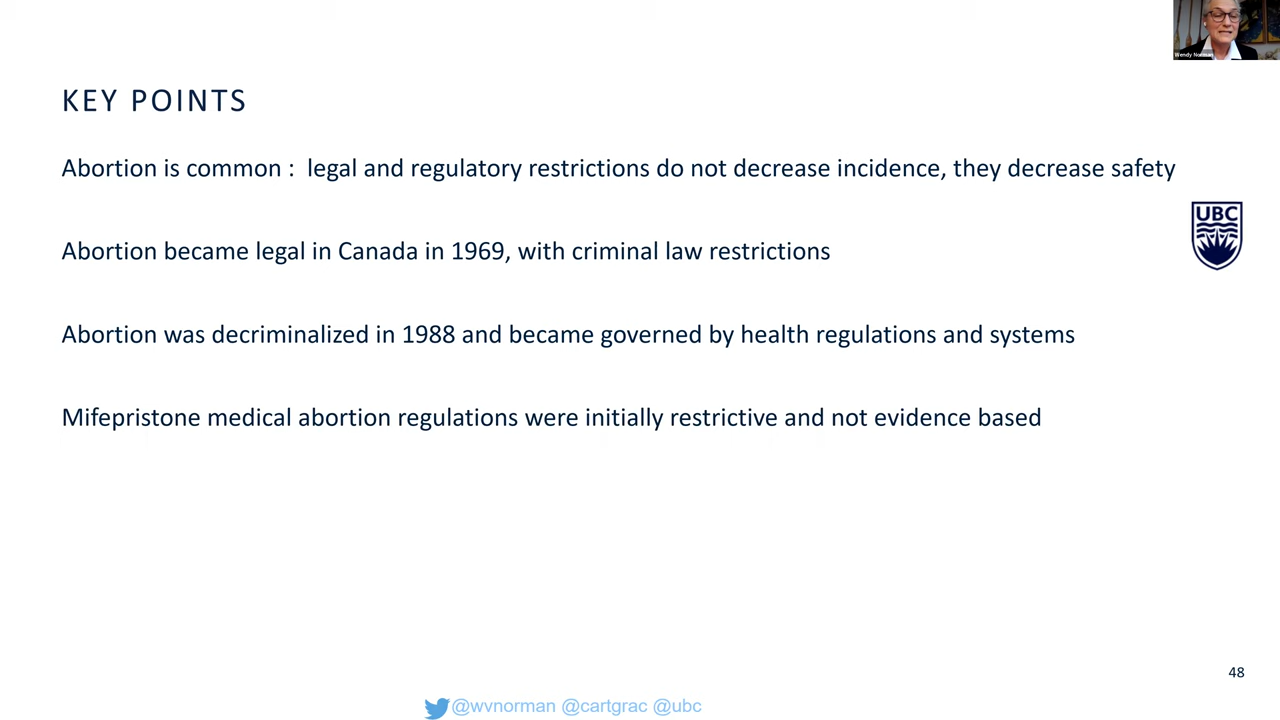 Wendy Norman
KEY POINTS
Abortion is common : legal and regulatory restrictions do not decrease incidence, they decrease safety
UBC
Abortion became legal in Canada in 1969, with criminal law restrictions
Abortion was decriminalized in 1988 and became governed by health regulations and systems
Mifepristone medical abortion regulations were initially restrictive and not evidence based
48
@wvnorman @cartgrac @ubc